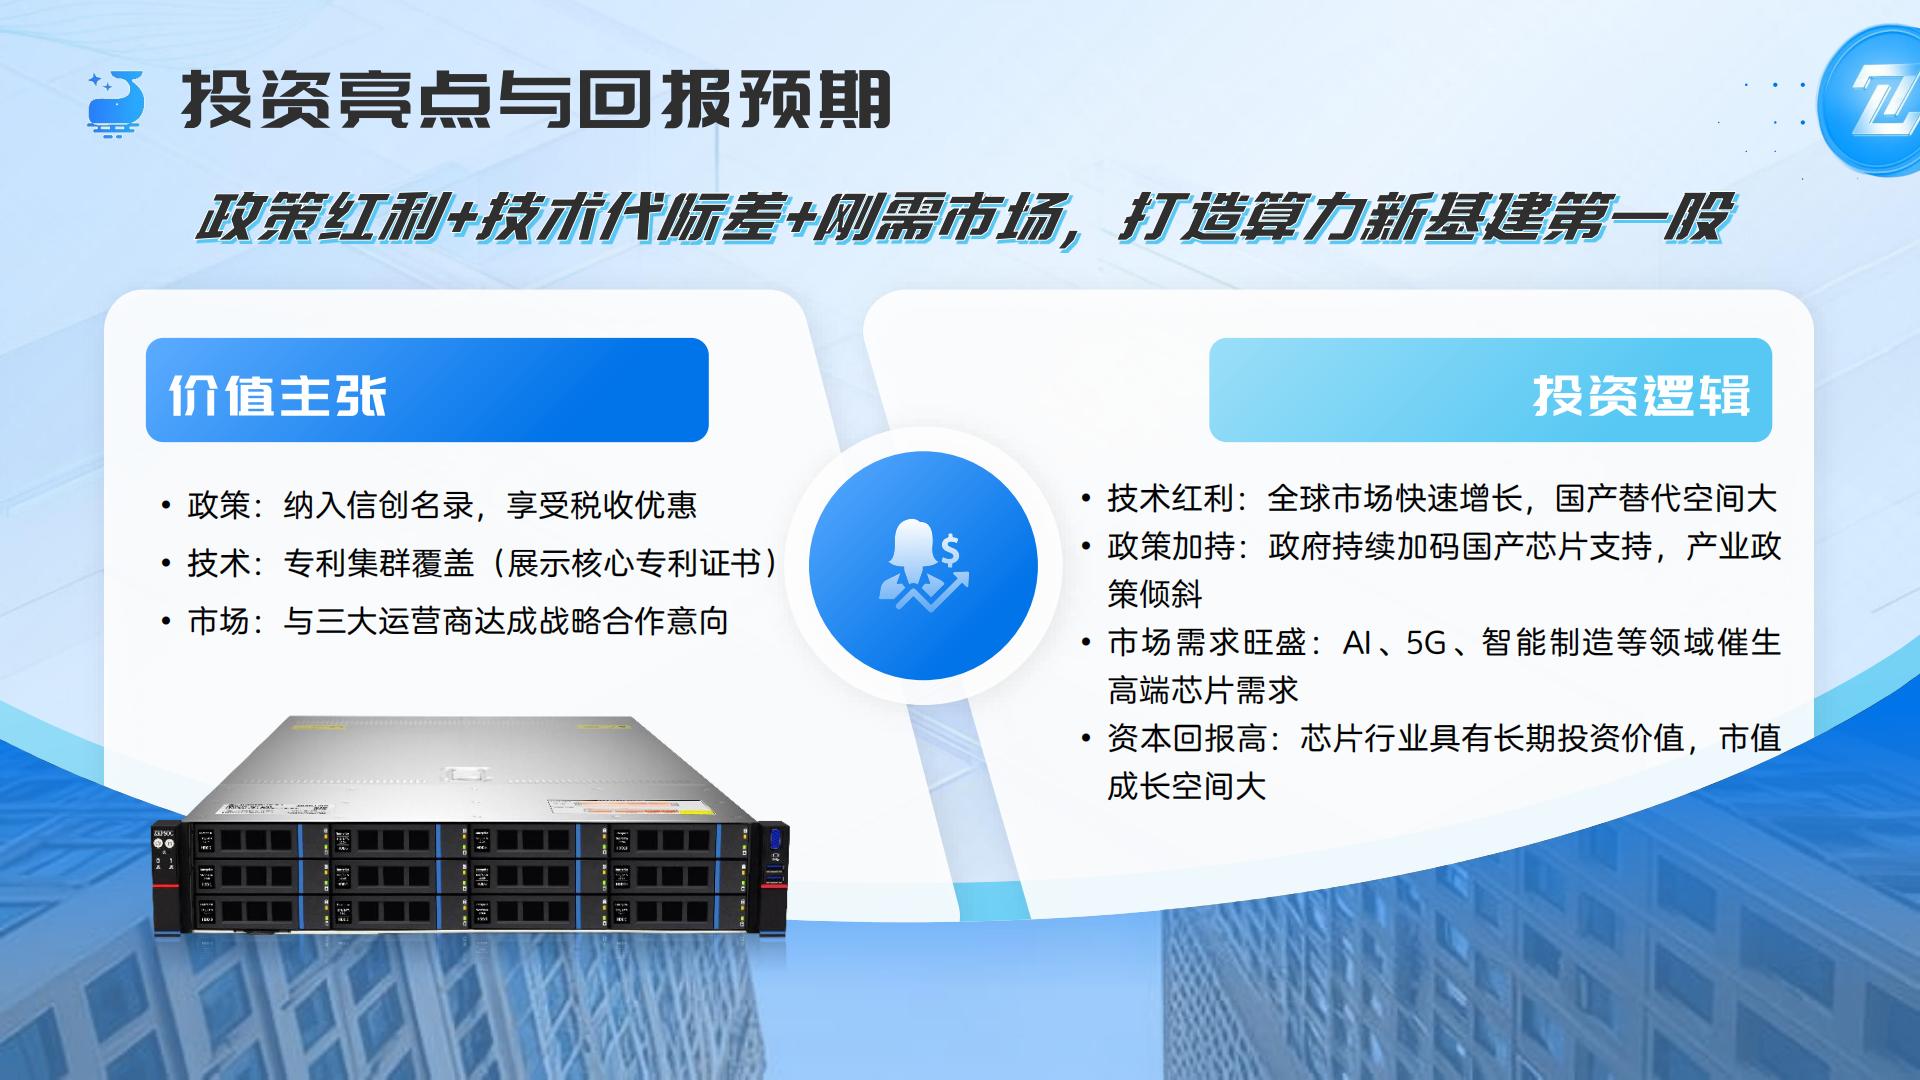 投资亮点与回报预期
政策红利+技术代际差+刚需市场，打造算力新基建第一股
价值主张
• 政策：纳入信创名录，享受税收优惠
• 技术：专利集群覆盖（展示核心专利证书）
• 市场：与三大运营商达成战略合作意向
投资逻辑
• 技术红利：全球市场快速增长，国产替代空间大
• 政策加持：政府持续加码国产芯片支持，产业政
策倾斜
• 市场需求旺盛：AI、5G、智能制造等领域催生
高端芯片需求
• 资本回报高：芯片行业具有长期投资价值，市值
成长空间大